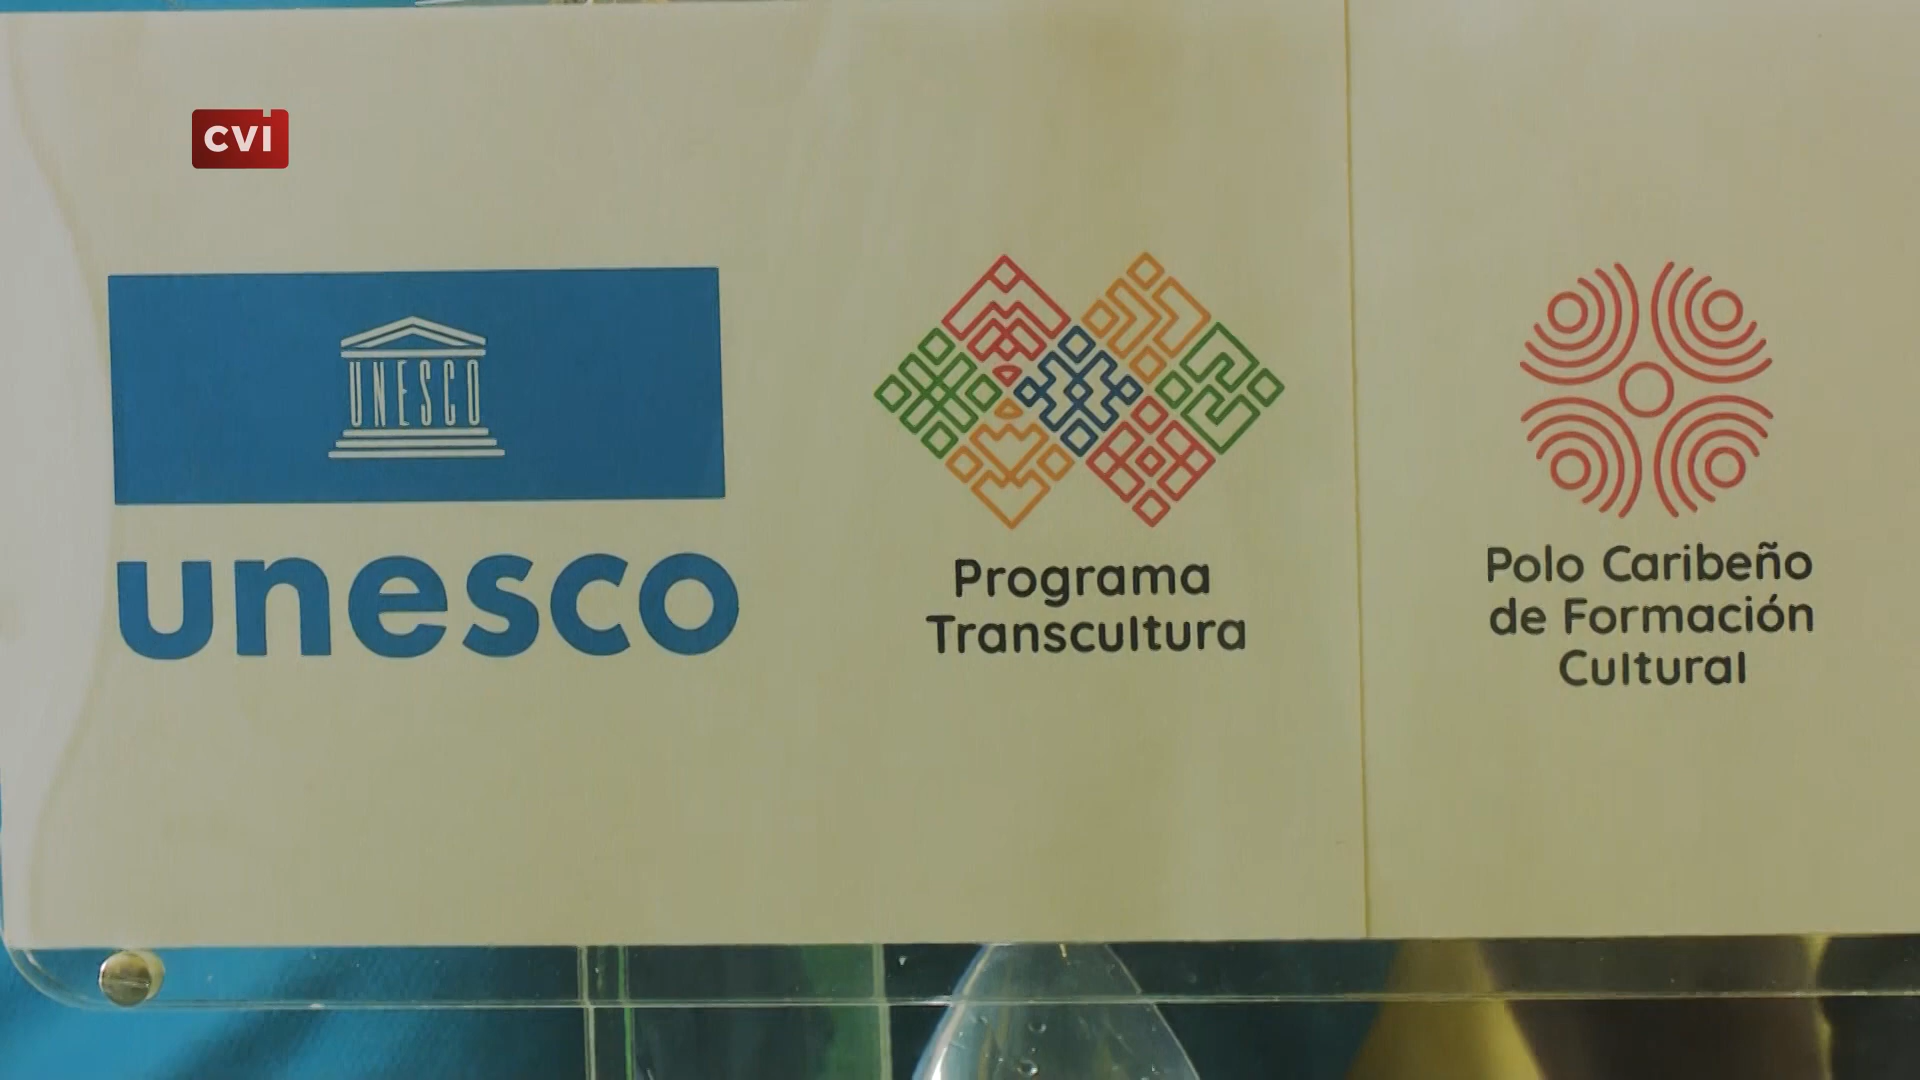 CVi
UNESCO
unesco
Programa
Transcultura
Polo Caribeño
de Formación
Cultural